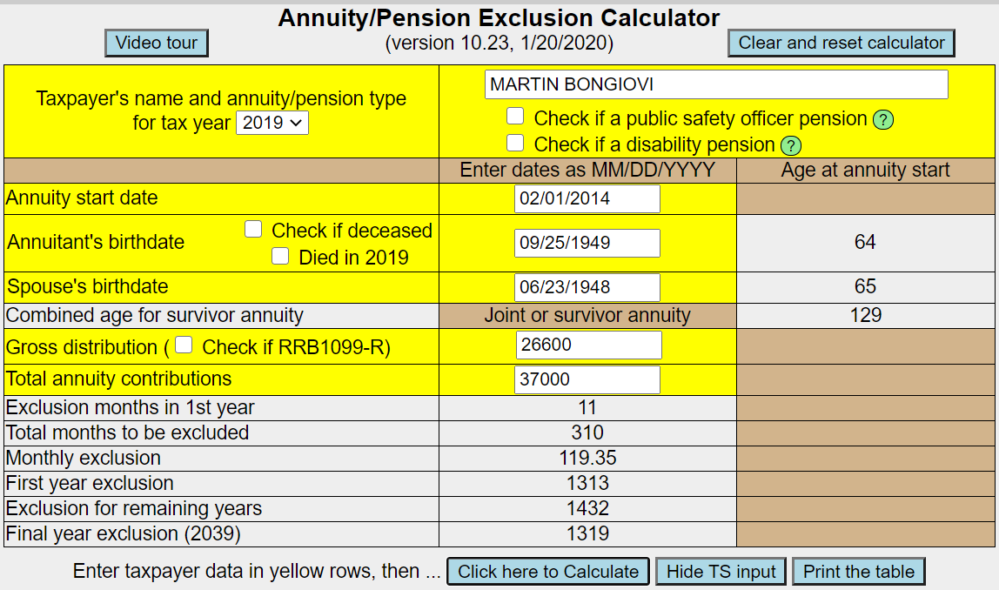 Annuity/Pension Exclusion Calculator
Video tour
(version 10.23, 1/20/2020)
Clear and reset calculator
Taxpayer's name and annuity/pension type
for tax year 2019
MARTIN BONGIOVI
Check if a public safety officer pension ?
Check if a disability pension ?
Enter dates as MM/DD/YYYY Age at annuity start
Annuity start date 02/01/2014
Annuitant's birthdate Check if deceased
Died in 2019
09/25/1949 64
Spouse's birthdate 06/23/1948 65
Combined age for survivor annuity Joint or survivor annuity 129
Gross distribution ( Check if RRB1099-R) 26600
Total annuity contributions 37000
Exclusion months in 1st year 11
Total months to be excluded 310
Monthly exclusion 119.35
First year exclusion 1313
Exclusion for remaining years 1432
Final year exclusion (2039) 1319
Enter taxpayer data in yellow rows, then ... Click here to Calculate Hide TS input Print the table